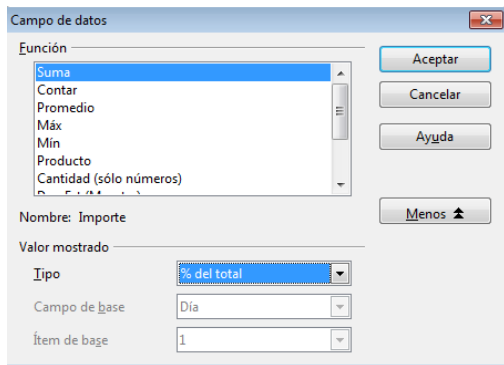 Campo de datos
Función
Suma
Contar
Promedio
Máx
Mín
Producto
Cantidad (sólo números)
Nombre: Importe
Valor mostrado
Tipo % del total
Campo de base Día
Ítem de base 1
Aceptar
Cancelar
Ayuda
Menos